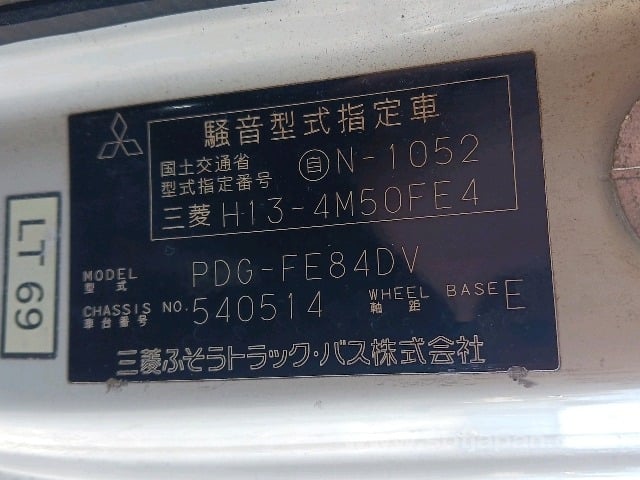 騒音型式指定車
国土交通省
型式指定番号
自N-1052
三菱 H13-4M50FE4
MODEL
型式
PDG-FE84DV
CHASSIS NO.
車台番号
540514
WHEEL BASE
軸距
E
三菱ふそうトラック・バス株式会社
LT 69